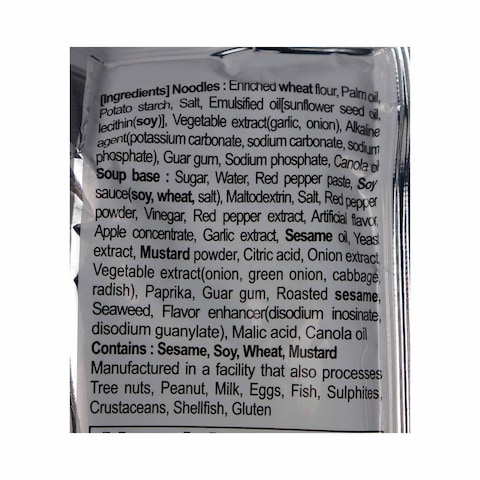 [Ingredients] Noodles : Enriched wheat flour, Palm oil,
Potato starch, Salt, Emulsified oil[sunflower seed oil,
lecithin(soy)], Vegetable extract(garlic, onion), Alkaline
agent(potassium carbonate, sodium carbonate, sodium
phosphate), Guar gum, Sodium phosphate, Canola oil
Soup base : Sugar, Water, Red pepper paste, Soy
sauce(soy, wheat, salt), Maltodextrin, Salt, Red pepper
powder, Vinegar, Red pepper extract, Artificial flavor,
Apple concentrate, Garlic extract, Sesame oil, Yeast
extract, Mustard powder, Citric acid, Onion extract,
Vegetable extract(onion, green onion, cabbage,
radish), Paprika, Guar gum, Roasted sesame,
Seaweed, Flavor enhancer(disodium inosinate,
disodium guanylate), Malic acid, Canola oil
Contains : Sesame, Soy, Wheat, Mustard
Manufactured in a facility that also processes
Tree nuts, Peanut, Milk, Eggs, Fish, Sulphites,
Crustaceans, Shellfish, Gluten